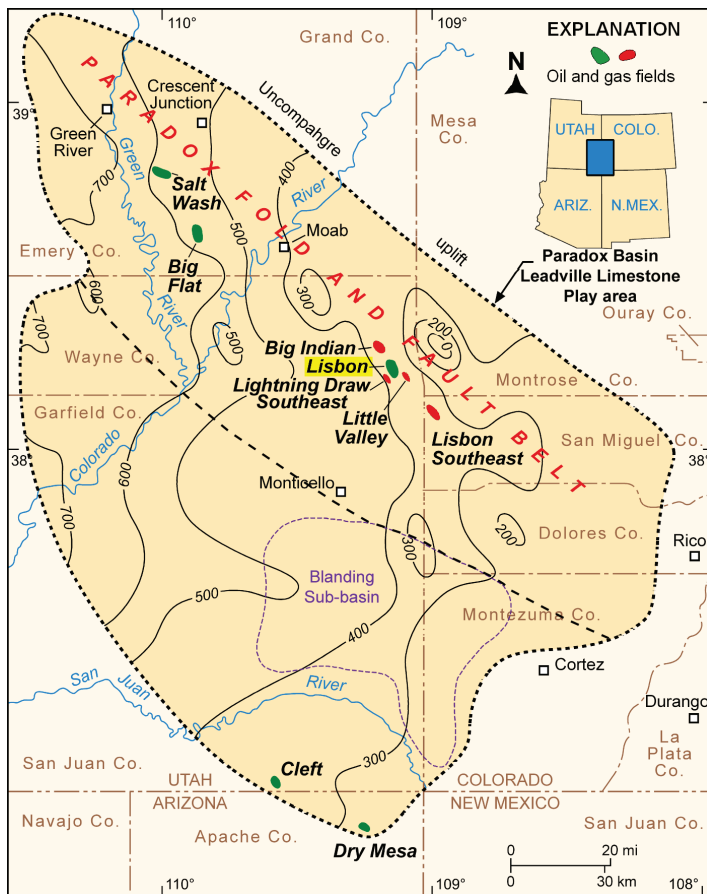 110°
109°
EXPLANATION
Oil and gas fields
N
Grand Co.
PARADOX FOLD AND FAULT BELT
Crescent
Junction
Uncompahgre
uplift
Mesa
Co.
39°
Green
River
UTAH
COLO.
ARIZ.
N.MEX.
Green
River
700
400
River
Salt
Wash
500
Moab
Paradox Basin
Leadville Limestone
Play area
Emery Co.
Big
Flat
600
300
Ouray Co.
700
500
200
0
Wayne Co.
Big Indian
Lisbon
Lightning Draw
Southeast
Little
Valley
Montrose Co.
Garfield Co.
Lisbon
Southeast
San Miguel Co.
38°
38°
Colorado
600
Monticello
700
300
200
Dolores Co.
Rico
Blanding
Sub-basin
500
Montezuma Co.
400
San Juan River
Cortez
Durango
La
Plata
Co.
300
San Juan Co.
UTAH
ARIZONA
Cleft
COLORADO
NEW MEXICO
Navajo Co.
Apache Co.
San Juan Co.
Dry Mesa
0 20 mi
0 30 km
110°
109°
108°